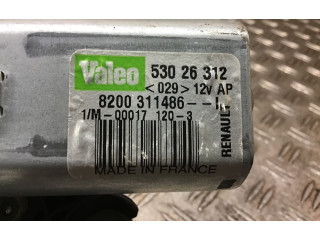 Valeo 530 26 312
<029> 12V AP
8200 311486--
1/M-00017 120-3
RENAULT
MADE IN FRANCE